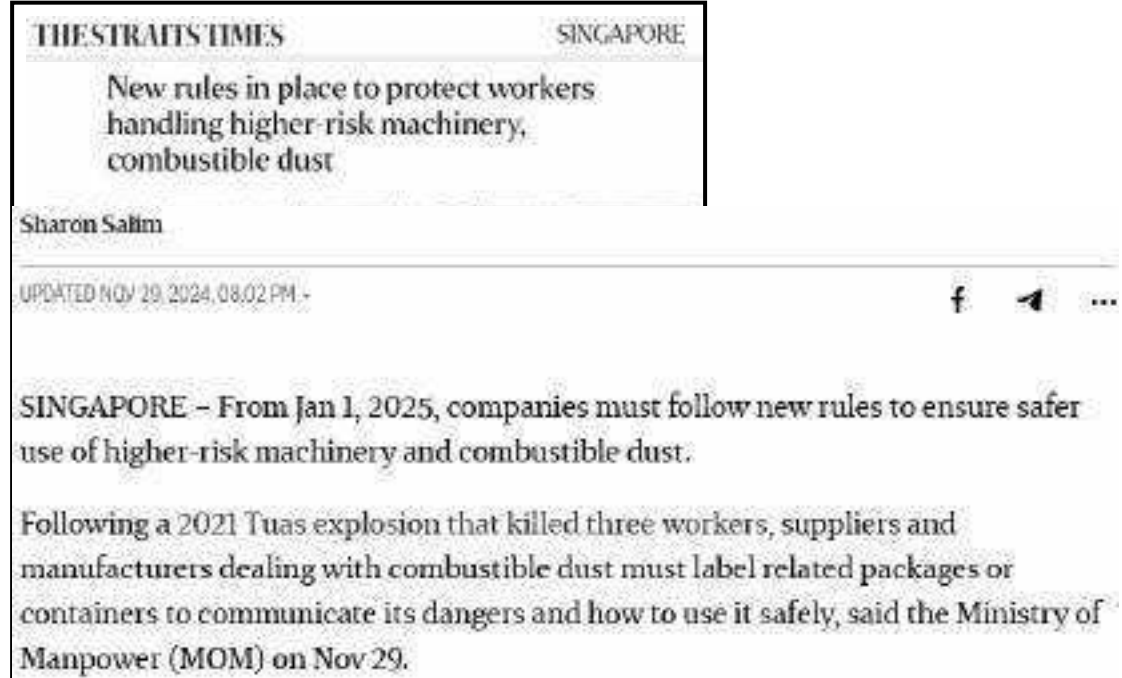 THE STRAITS TIMES
SINGAPORE
New rules in place to protect workers
handling higher-risk machinery,
combustible dust
Sharon Salim
UPDATED NOV 29, 2024, 08:02 PM
SINGAPORE – From Jan 1, 2025, companies must follow new rules to ensure safer
use of higher-risk machinery and combustible dust.
Following a 2021 Tuas explosion that killed three workers, suppliers and
manufacturers dealing with combustible dust must label related packages or
containers to communicate its dangers and how to use it safely, said the Ministry of
Manpower (MOM) on Nov 29.